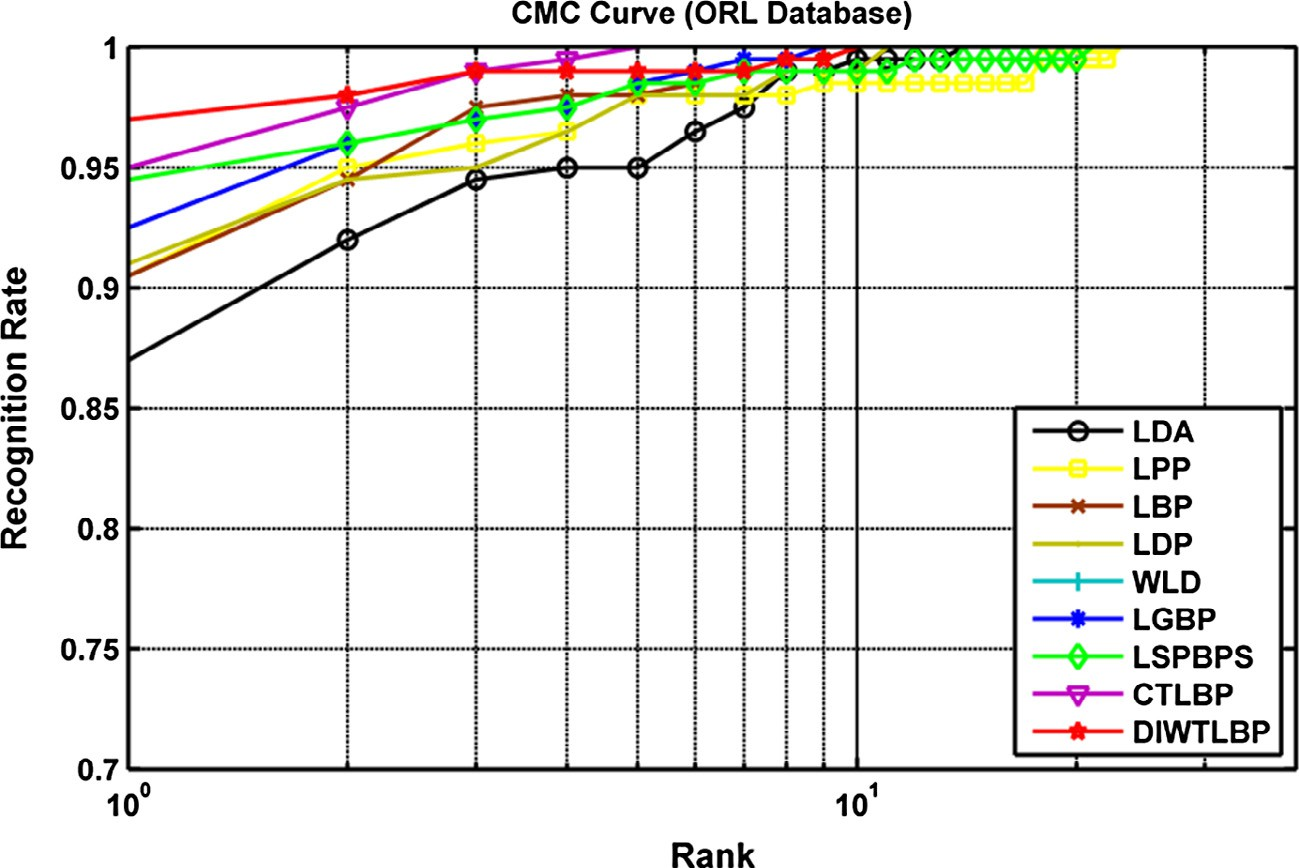 CMC Curve (ORL Database)
1
0.95
0.9
0.85
0.8
0.75
0.7
Recognition Rate
10^0
10^1
Rank
LDA
LPP
LBP
LDP
WLD
LGBP
LSPBPS
CTLBP
DIWTLBP